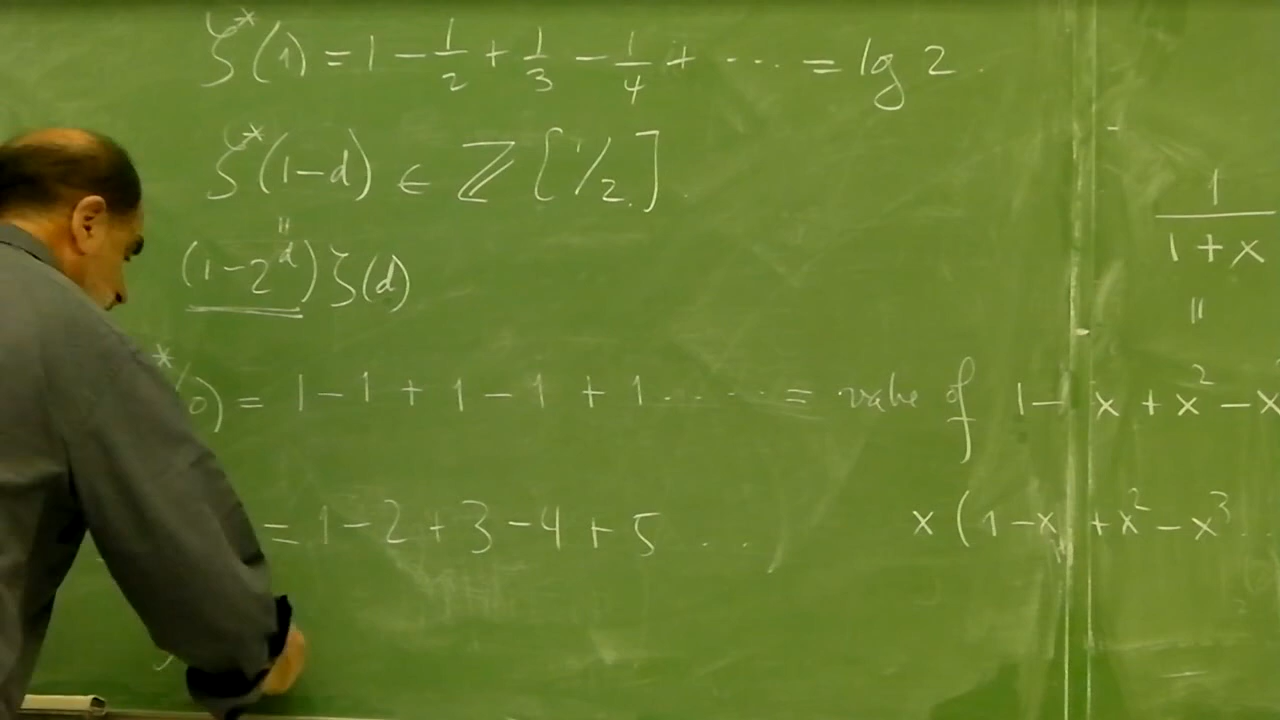 ζ*(1) = 1 − 1/2 + 1/3 − 1/4 + ···· = lg 2.
ζ*(1−d) ∈ ℤ[1/2].
"
(1−2^d) ζ(d)
*(0) = 1 − 1 + 1 − 1 + 1 ······ = value of 1 − x + x² − x
1/(1+x)
"
= 1 − 2 + 3 − 4 + 5 ...
x(1 − x + x² − x³ ..